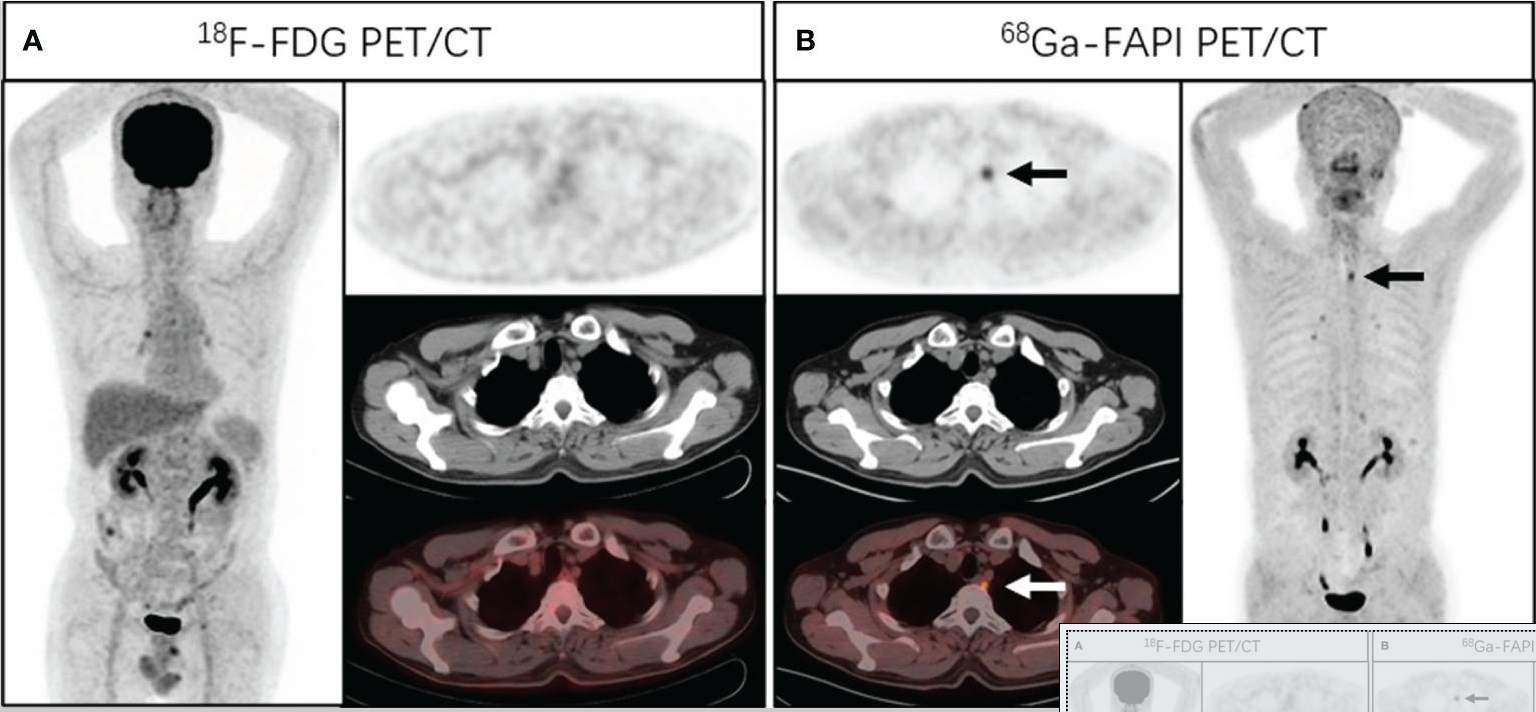 A ¹⁸F-FDG PET/CT
B ⁶⁸Ga-FAPI PET/CT
A ¹⁸F-FDG PET/CT
B ⁶⁸Ga-FAPI